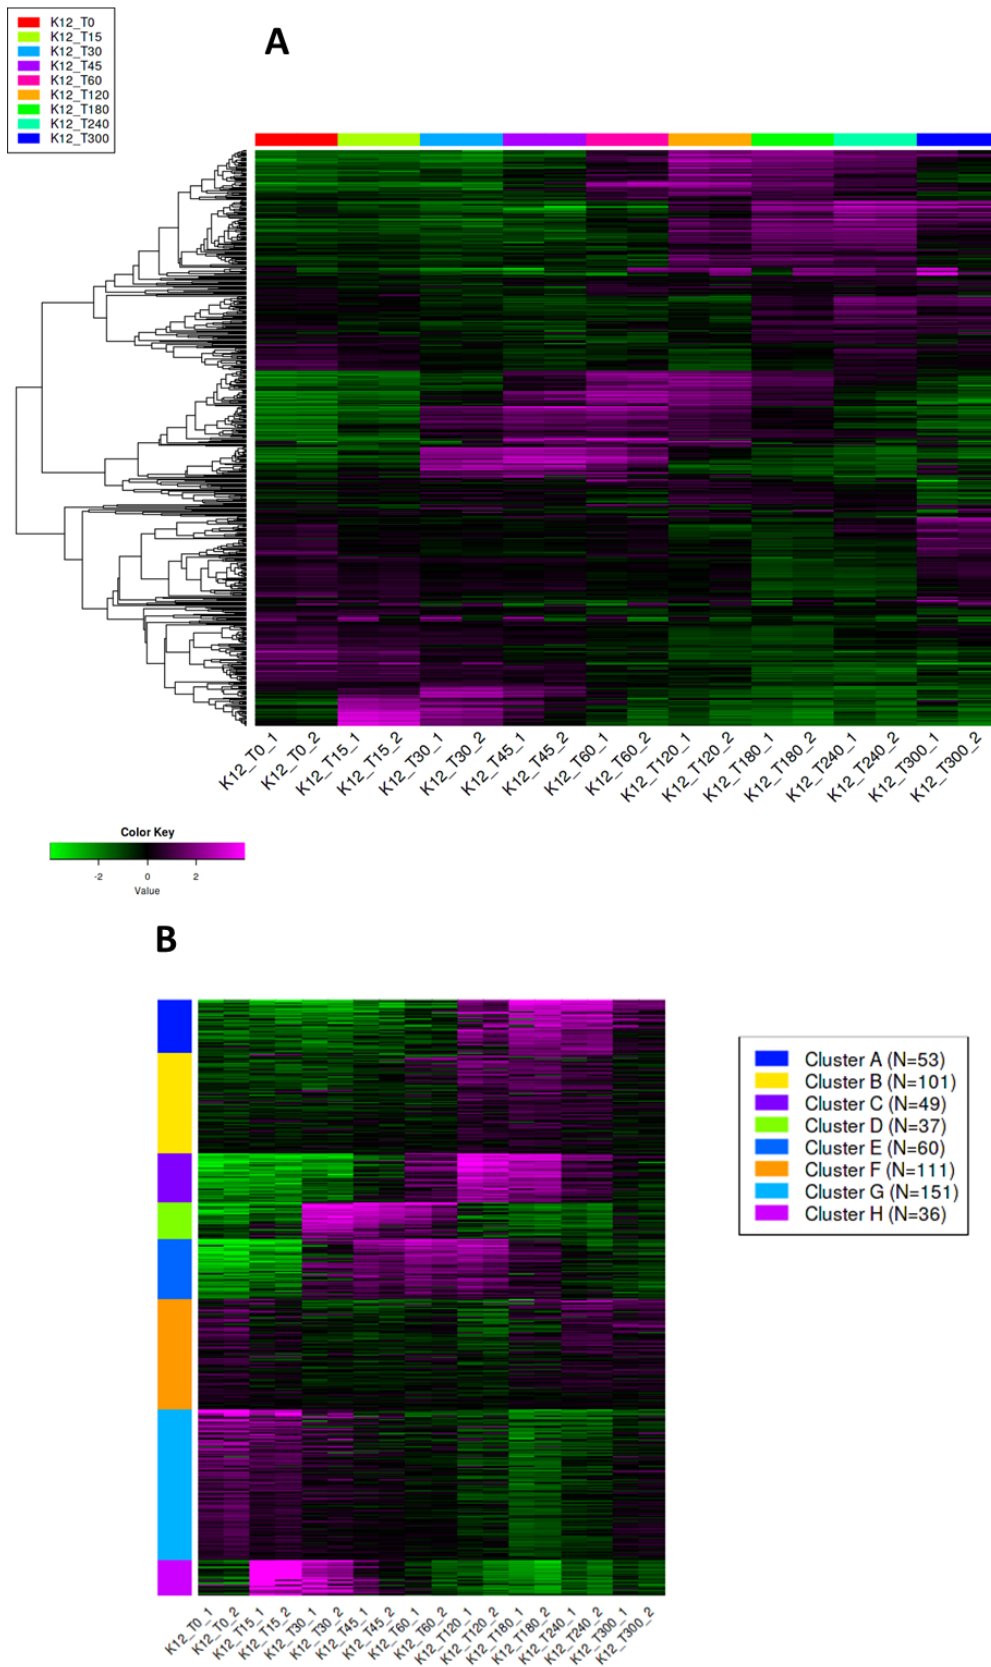 K12_T0
K12_T15
K12_T30
K12_T45
K12_T60
K12_T120
K12_T180
K12_T240
K12_T300
A
K12_T0_1
K12_T0_2
K12_T15_1
K12_T15_2
K12_T30_1
K12_T30_2
K12_T45_1
K12_T45_2
K12_T60_1
K12_T60_2
K12_T120_1
K12_T120_2
K12_T180_1
K12_T180_2
K12_T240_1
K12_T240_2
K12_T300_1
K12_T300_2
Color Key
-2 0 2
Value
B
Cluster A (N=53)
Cluster B (N=101)
Cluster C (N=49)
Cluster D (N=37)
Cluster E (N=60)
Cluster F (N=111)
Cluster G (N=151)
Cluster H (N=36)
K12_T0_1
K12_T0_2
K12_T15_1
K12_T15_2
K12_T30_1
K12_T30_2
K12_T45_1
K12_T45_2
K12_T60_1
K12_T60_2
K12_T120_1
K12_T120_2
K12_T180_1
K12_T180_2
K12_T240_1
K12_T240_2
K12_T300_1
K12_T300_2